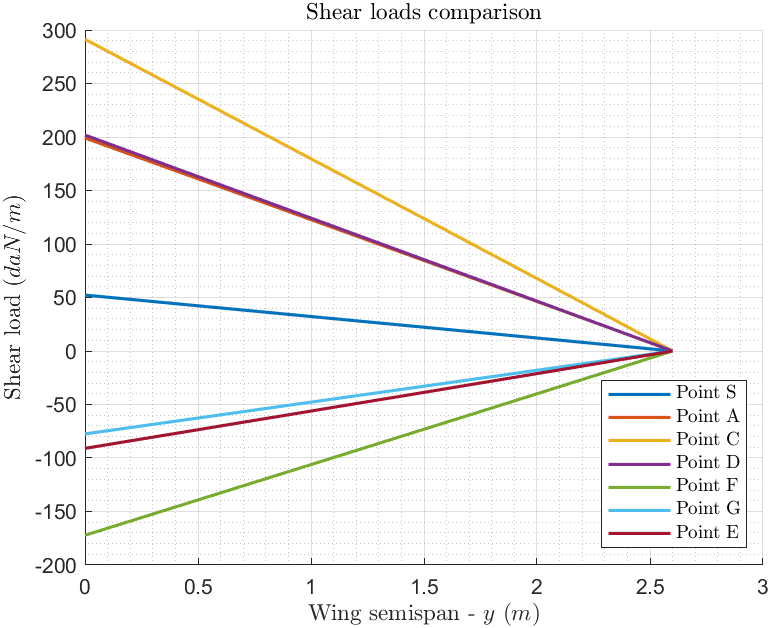 Shear loads comparison
300
250
200
150
100
50
0
-50
-100
-150
-200
Shear load (daN/m)
Point S
Point A
Point C
Point D
Point F
Point G
Point E
0 0.5 1 1.5 2 2.5 3
Wing semispan - y (m)